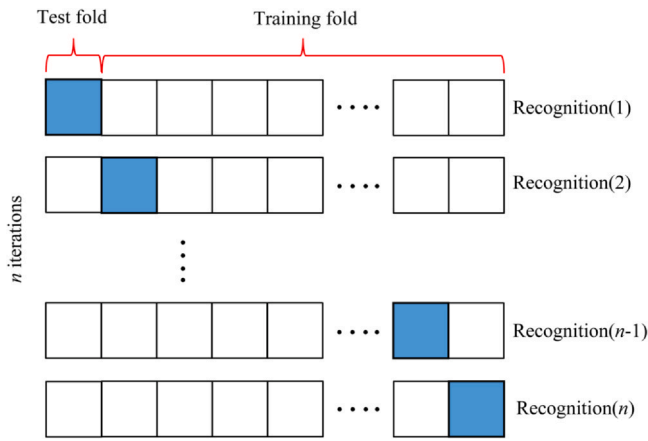 Test fold
Training fold
Recognition(1)
Recognition(2)
n iterations
Recognition(n-1)
Recognition(n)